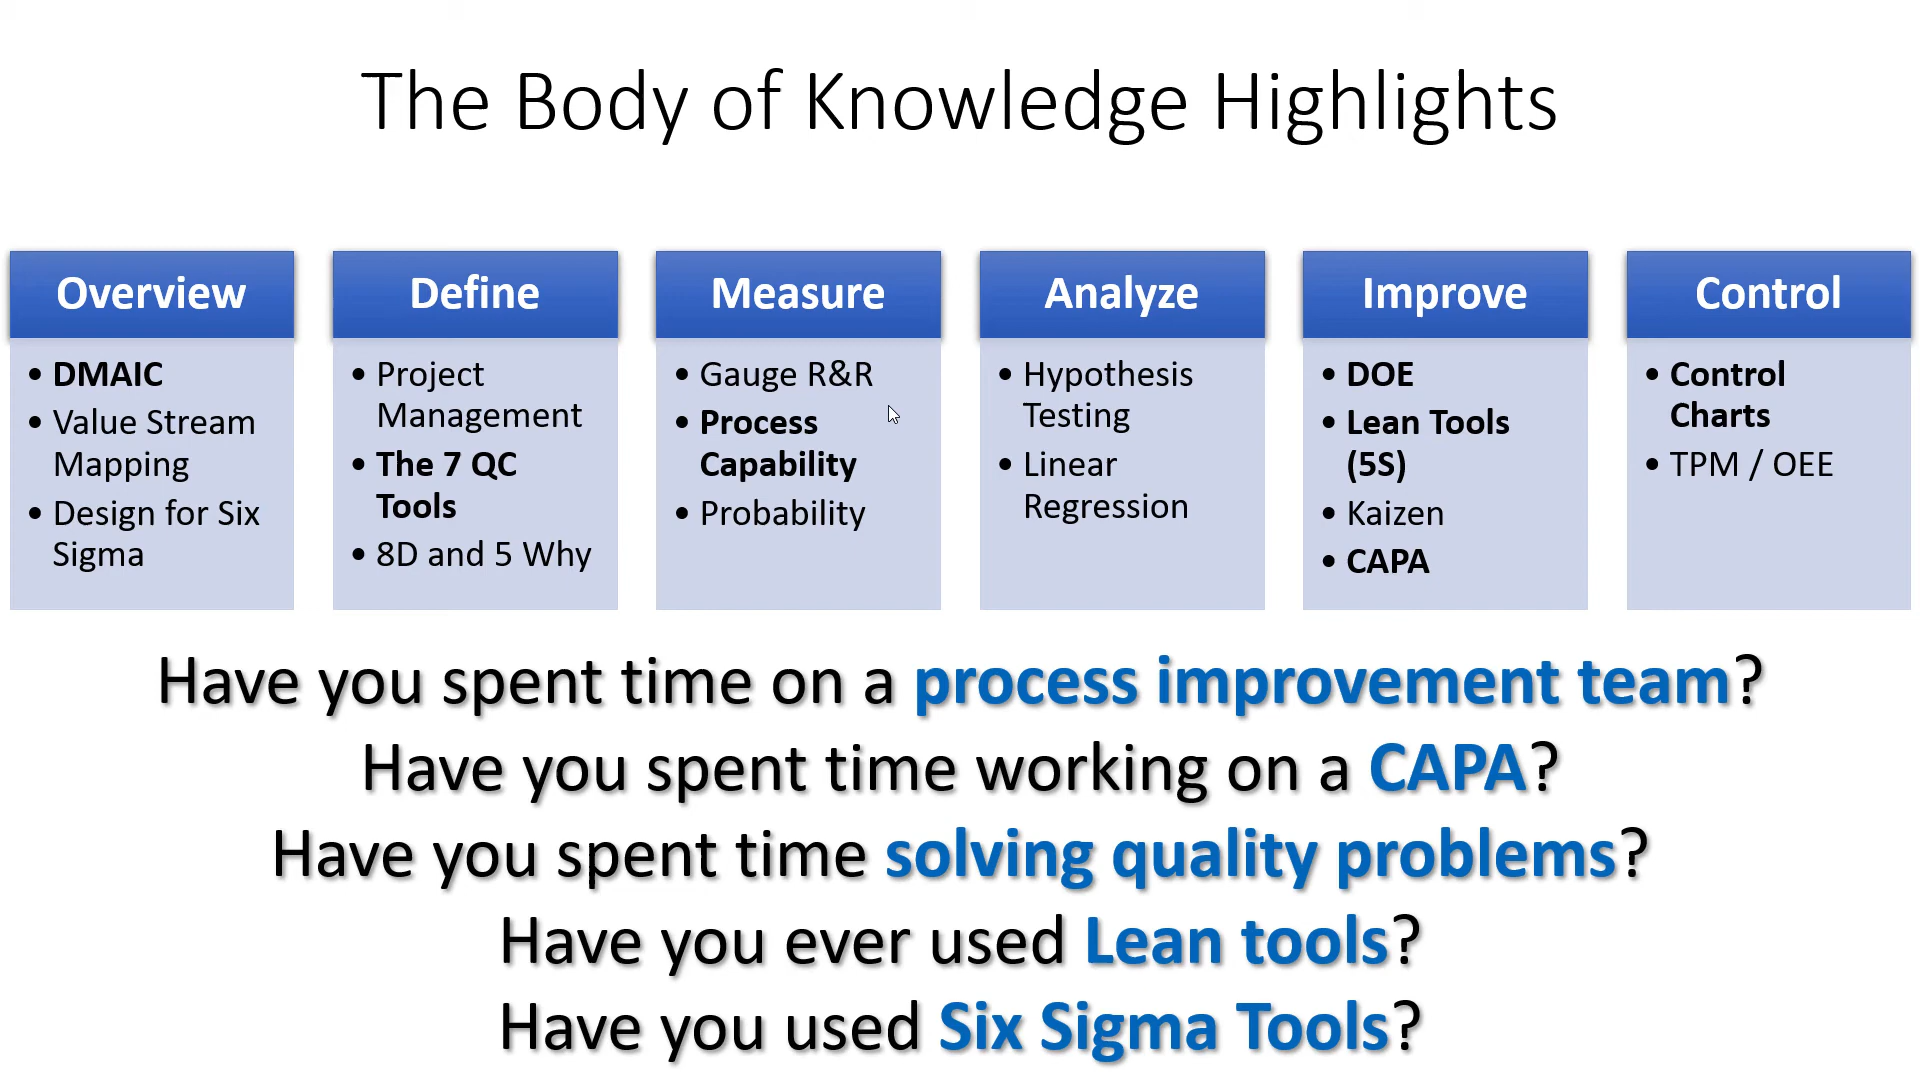 The Body of Knowledge Highlights
Overview
• DMAIC
• Value Stream
Mapping
• Design for Six
Sigma
Define
• Project
Management
• The 7 QC
Tools
• 8D and 5 Why
Measure
• Gauge R&R
• Process
Capability
• Probability
Analyze
• Hypothesis
Testing
• Linear
Regression
Improve
• DOE
• Lean Tools
(5S)
• Kaizen
• CAPA
Control
• Control
Charts
• TPM / OEE
Have you spent time on a process improvement team?
Have you spent time working on a CAPA?
Have you spent time solving quality problems?
Have you ever used Lean tools?
Have you used Six Sigma Tools?